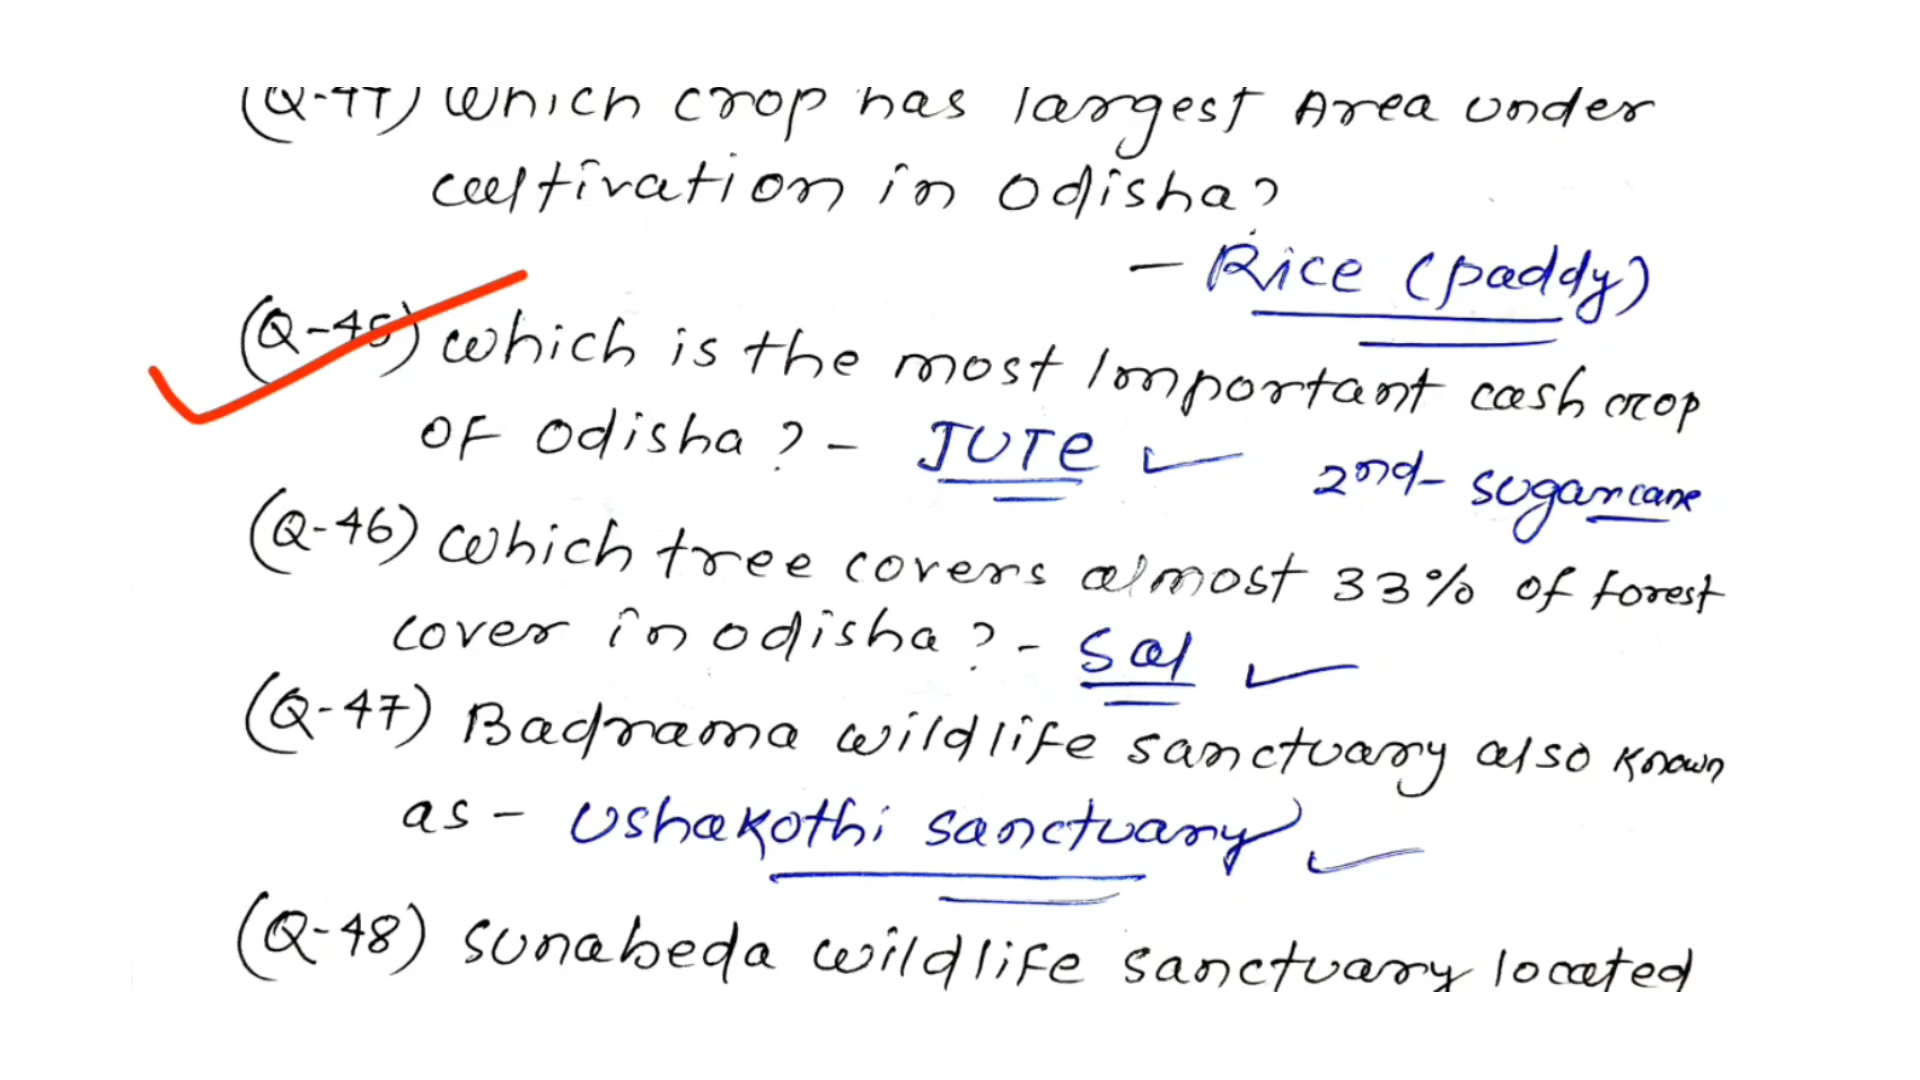 (Q-44) which crop has largest Area under
cultivation in odisha?
- Rice (paddy)
(Q-45) which is the most Important cash crop
of odisha? - JUTE ✓ 2nd- sugarcane
(Q-46) which tree covers almost 33% of forest
cover in odisha? - Sal ✓
(Q-47) Badrama wildlife sanctuary also known
as - Ushakothi sanctuary ✓
(Q-48) sunabeda wildlife sanctuary located